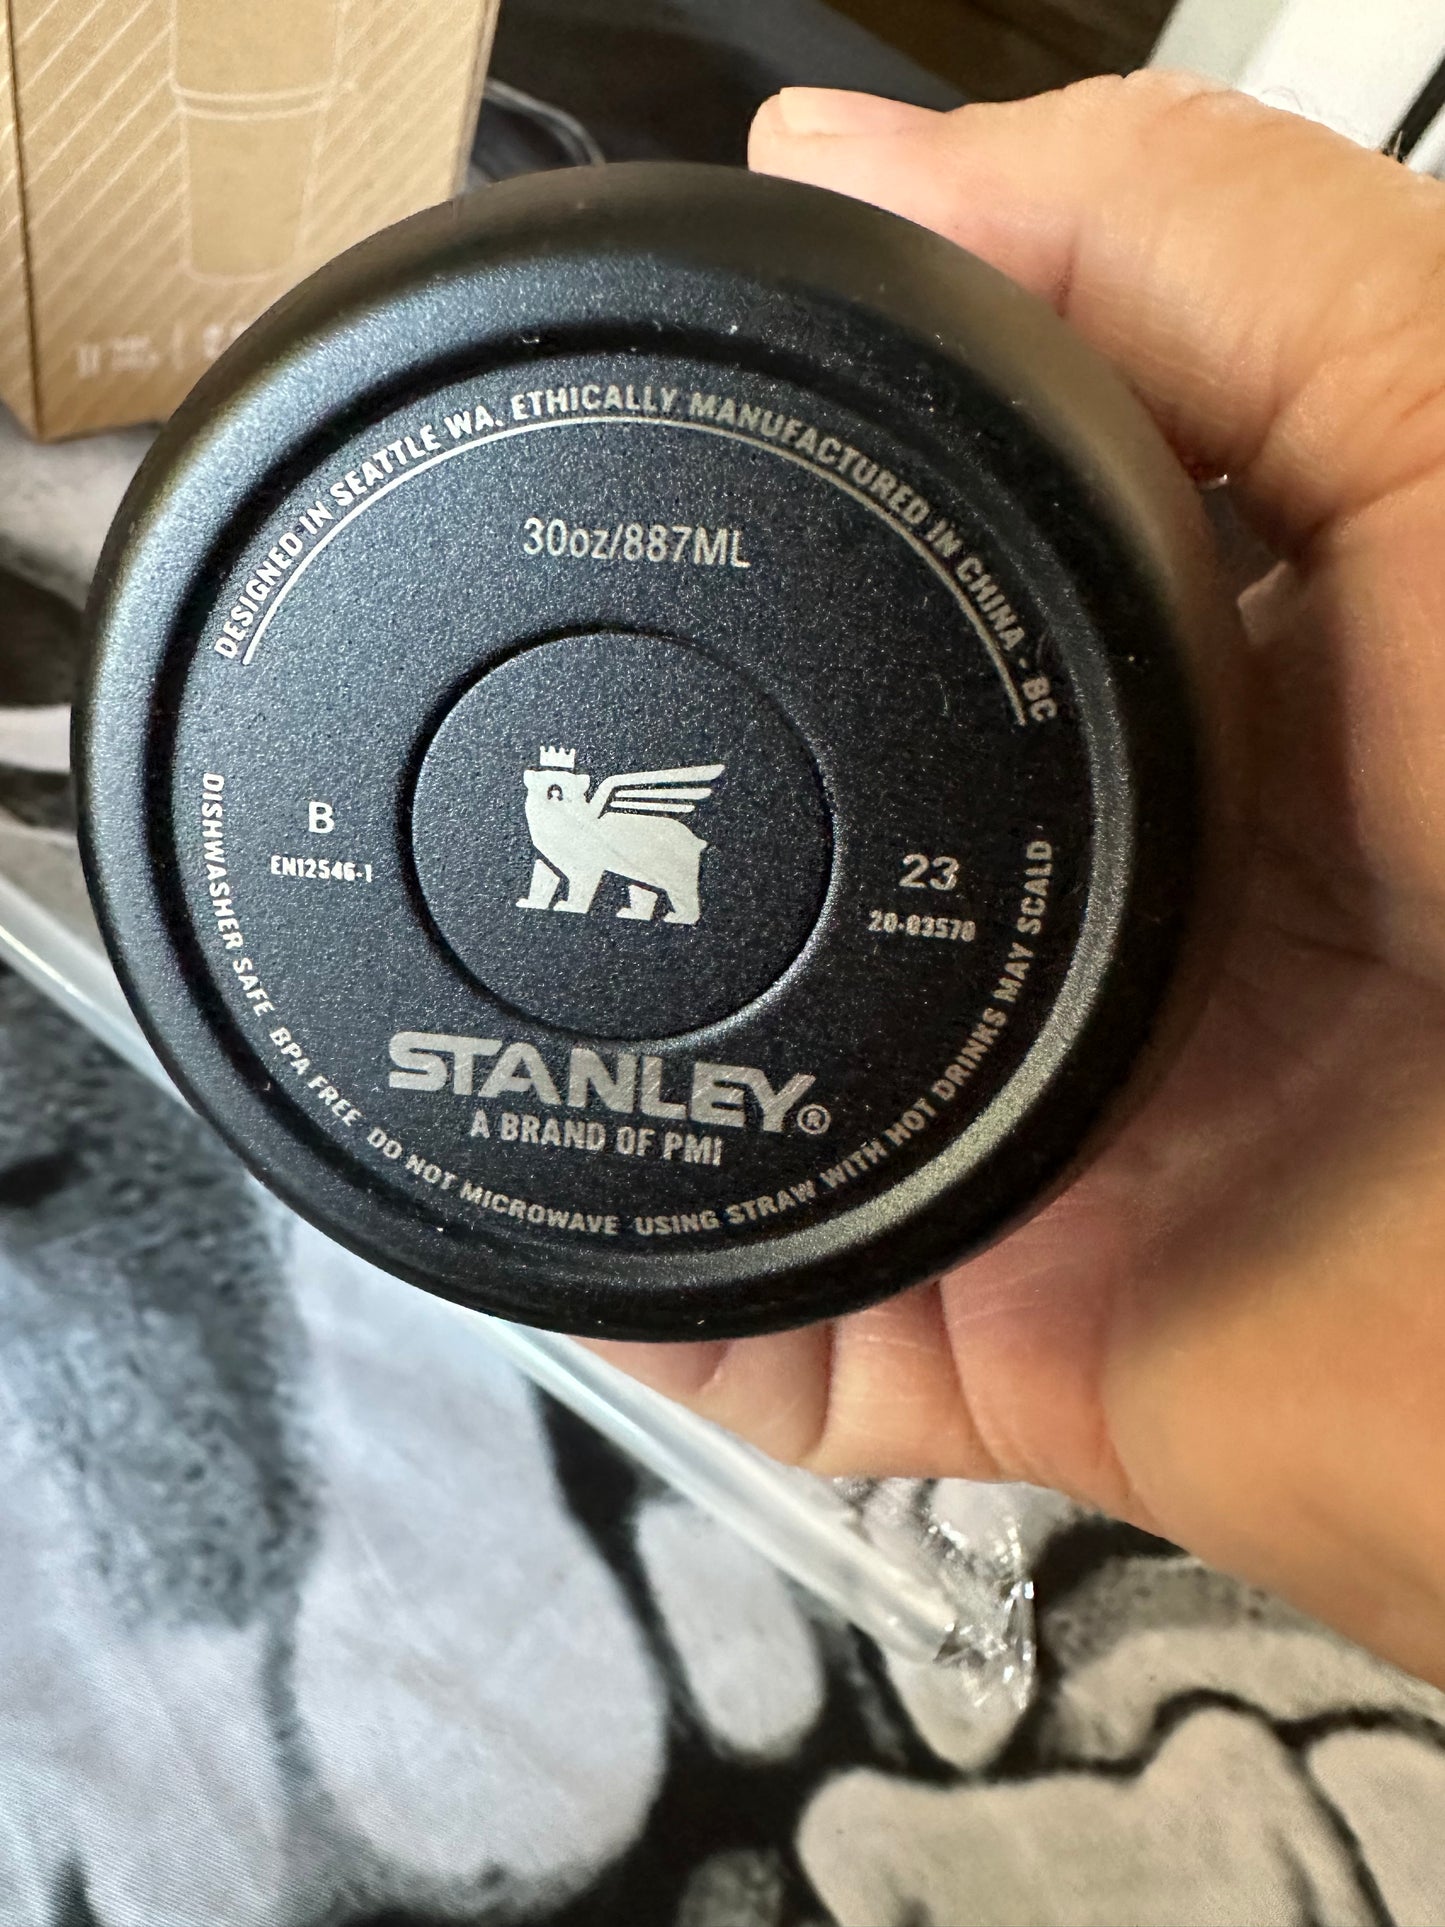 DESIGNED IN SEATTLE WA. ETHICALLY MANUFACTURED IN CHINA - BC
30oz/887ML
B
EN12546-1
23
20-03570
STANLEY®
A BRAND OF PMI
DISHWASHER SAFE BPA FREE DO NOT MICROWAVE USING STRAW WITH HOT DRINKS MAY SCALD